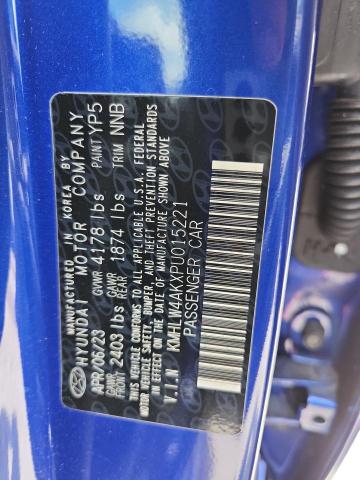 MANUFACTURED IN KOREA BY
HYUNDAI MOTOR COMPANY
APR/06/23 GVWR 4178 lbs PAINT YP5
GAWR FRONT 2403 lbs GAWR REAR 1874 lbs TRIM NNB
THIS VEHICLE CONFORMS TO ALL APPLICABLE U.S.A. FEDERAL
MOTOR VEHICLE SAFETY, BUMPER, AND THEFT PREVENTION STANDARDS
IN EFFECT ON THE DATE OF MANUFACTURE SHOWN ABOVE
V.I.N. KMHLW4AKXPU015221
PASSENGER CAR